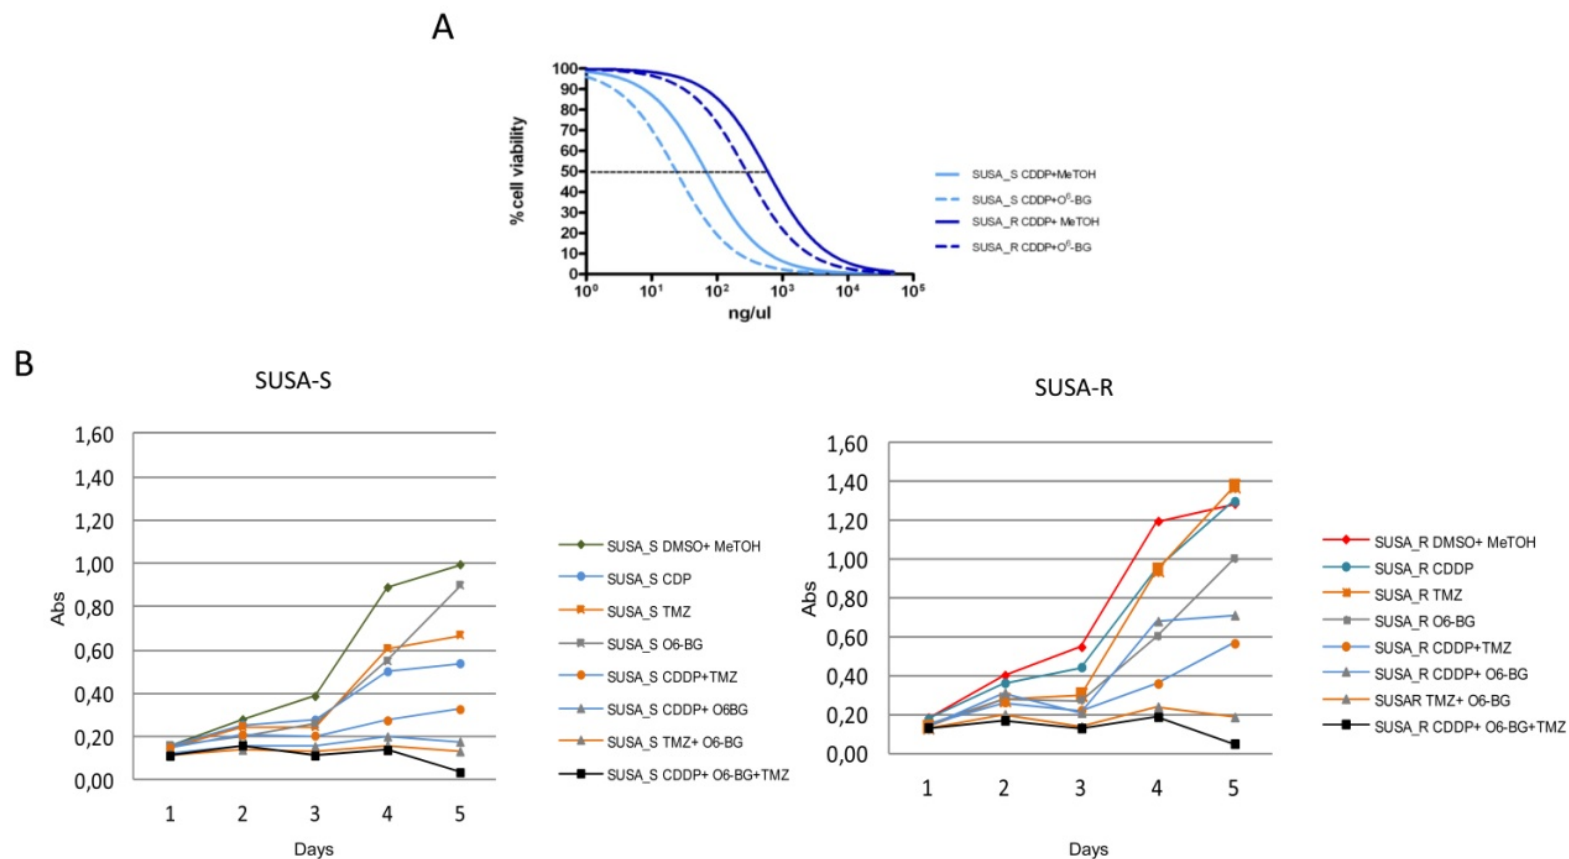 A
100
90
80
70
60
50
40
30
20
10
0
% cell viability
10⁰ 10¹ 10² 10³ 10⁴ 10⁵
ng/ul
SUSA_S CDDP+MeTOH
SUSA_S CDDP+O⁶-BG
SUSA_R CDDP+ MeTOH
SUSA_R CDDP+O⁶-BG
B
SUSA-S
1,60
1,40
1,20
1,00
0,80
0,60
0,40
0,20
0,00
Abs
1 2 3 4 5
Days
SUSA_S DMSO+ MeTOH
SUSA_S CDP
SUSA_S TMZ
SUSA_S O6-BG
SUSA_S CDDP+TMZ
SUSA_S CDDP+ O6BG
SUSA_S TMZ+ O6-BG
SUSA_S CDDP+ O6-BG+TMZ
SUSA-R
1,60
1,40
1,20
1,00
0,80
0,60
0,40
0,20
0,00
Abs
1 2 3 4 5
Days
SUSA_R DMSO+ MeTOH
SUSA_R CDDP
SUSA_R TMZ
SUSA_R O6-BG
SUSA_R CDDP+TMZ
SUSA_R CDDP+ O6-BG
SUSAR TMZ+ O6-BG
SUSA_R CDDP+ O6-BG+TMZ